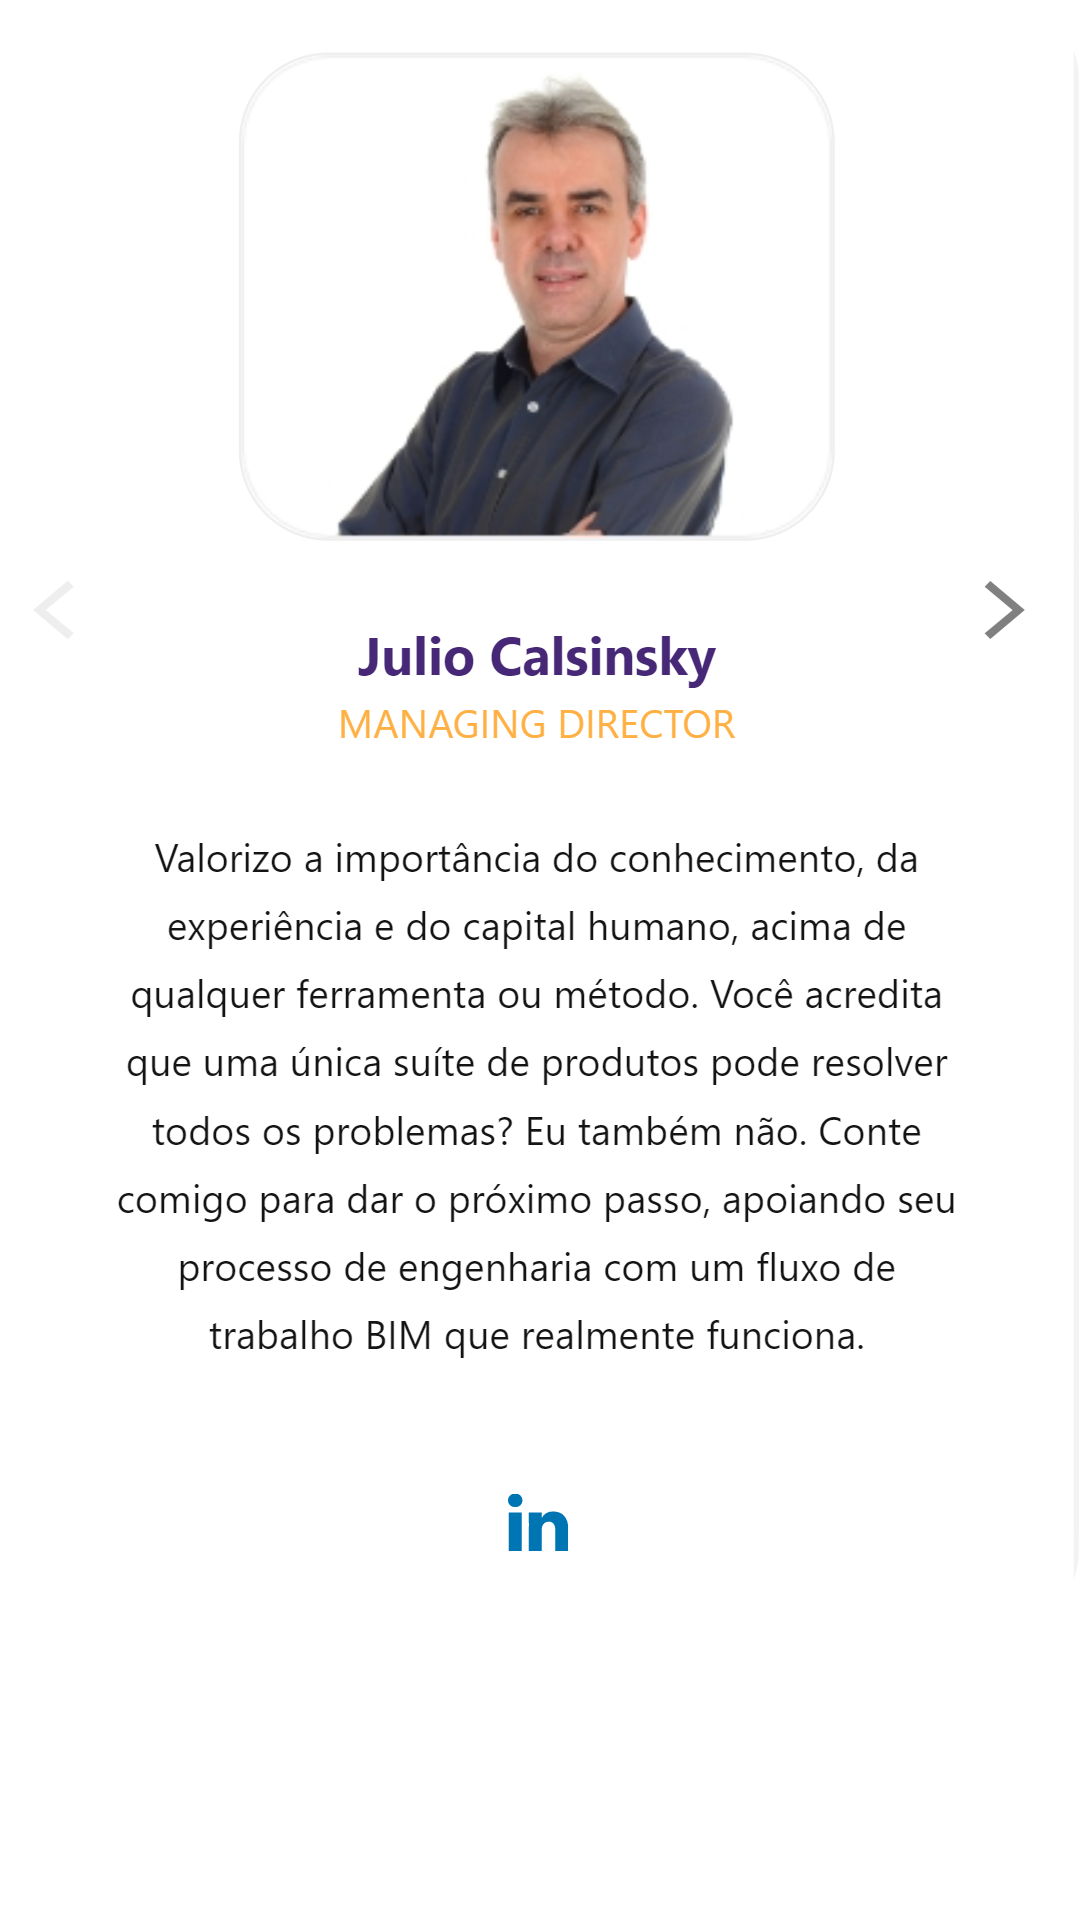 Julio Calsinsky
MANAGING DIRECTOR
Valorizo a importância do conhecimento, da
experiência e do capital humano, acima de
qualquer ferramenta ou método. Você acredita
que uma única suíte de produtos pode resolver
todos os problemas? Eu também não. Conte
comigo para dar o próximo passo, apoiando seu
processo de engenharia com um fluxo de
trabalho BIM que realmente funciona.
in